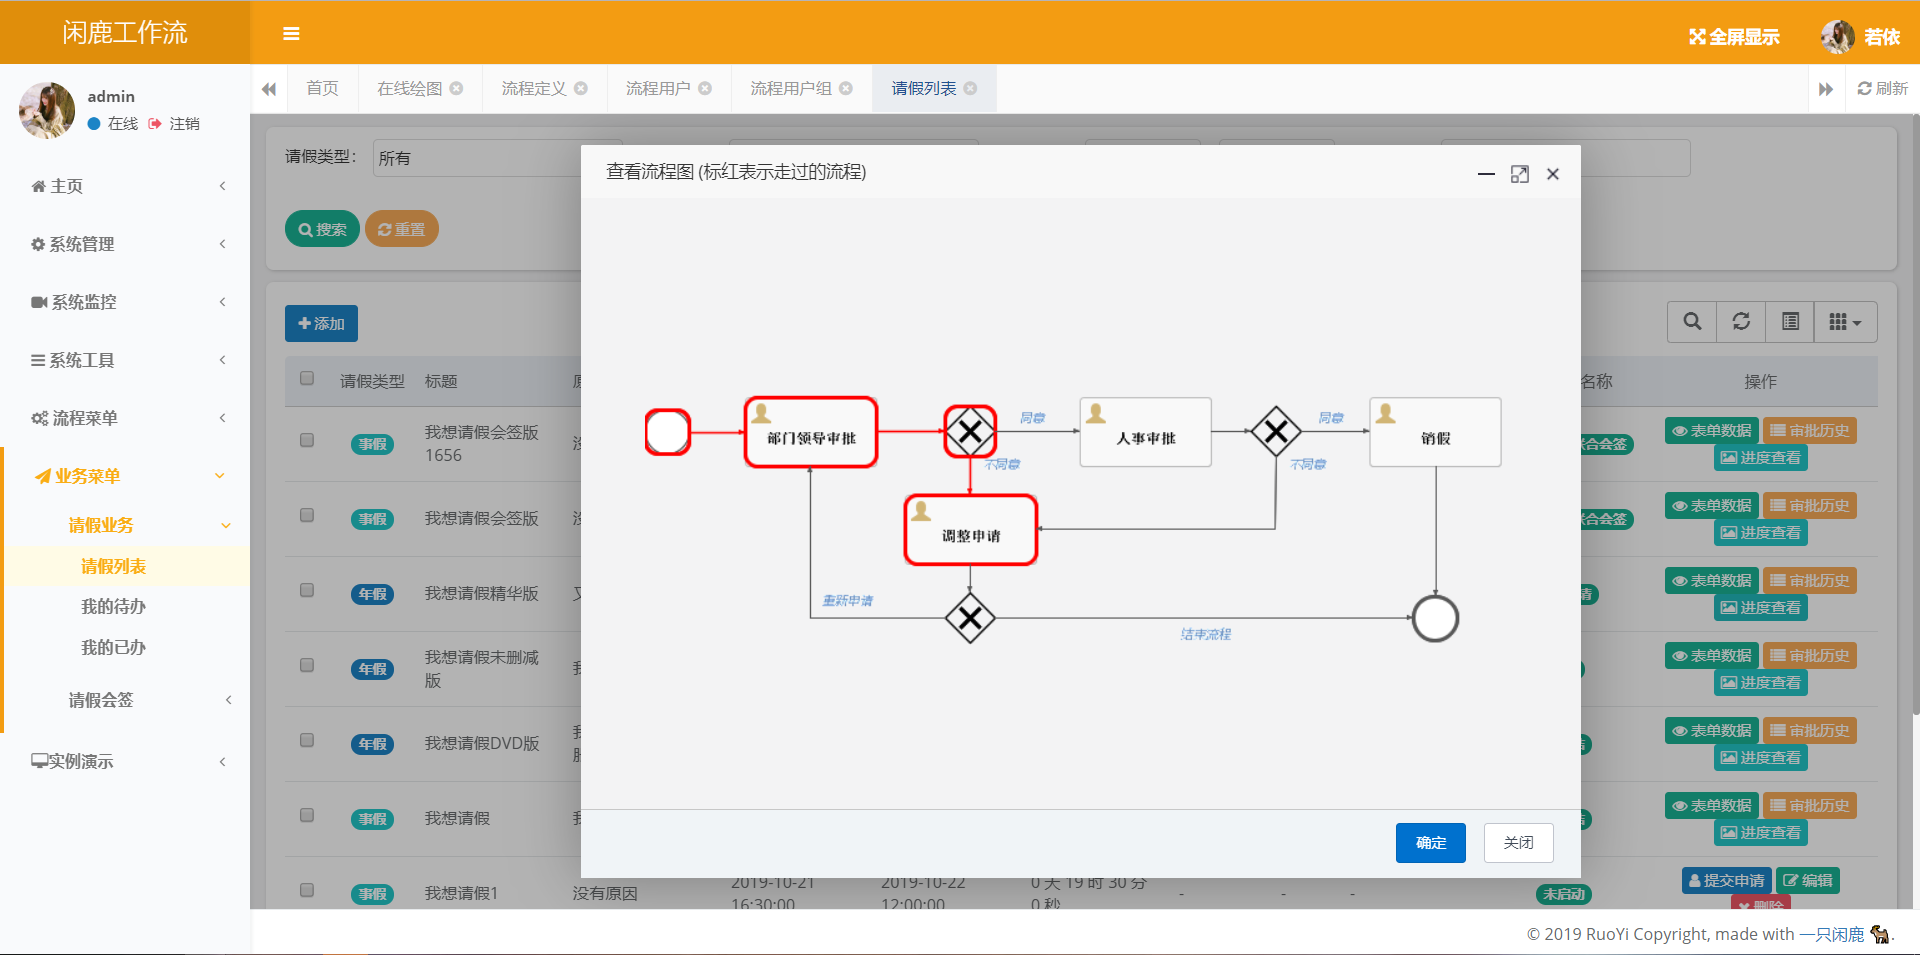 闲鹿工作流
全屏显示
若依
admin
在线 注销
首页
在线绘图
流程定义
流程用户
流程用户组
请假列表
刷新
主页
系统管理
系统监控
系统工具
流程菜单
业务菜单
请假业务
请假列表
我的待办
我的已办
请假会签
实例演示
请假类型：
所有
搜索
重置
添加
请假类型 标题
名称 操作
事假 我想请假会签版1656
表单数据 审批历史
进度查看
事假 我想请假会签版
表单数据 审批历史
进度查看
年假 我想请假精华版
表单数据 审批历史
进度查看
年假 我想请假未删减版
表单数据 审批历史
进度查看
年假 我想请假DVD版
表单数据 审批历史
进度查看
事假 我想请假
表单数据 审批历史
进度查看
事假 我想请假1 没有原因 2019-10-21 16:30:00 2019-10-22 12:00:00 0 天 19 时 30 分 0 秒 - - - 未启动
提交申请 编辑
删除
查看流程图 (标红表示走过的流程)
部门领导审批
同意
不同意
人事审批
同意
不同意
销假
调整申请
重新申请
结束流程
确定
关闭
© 2019 RuoYi Copyright, made with 一只闲鹿 .